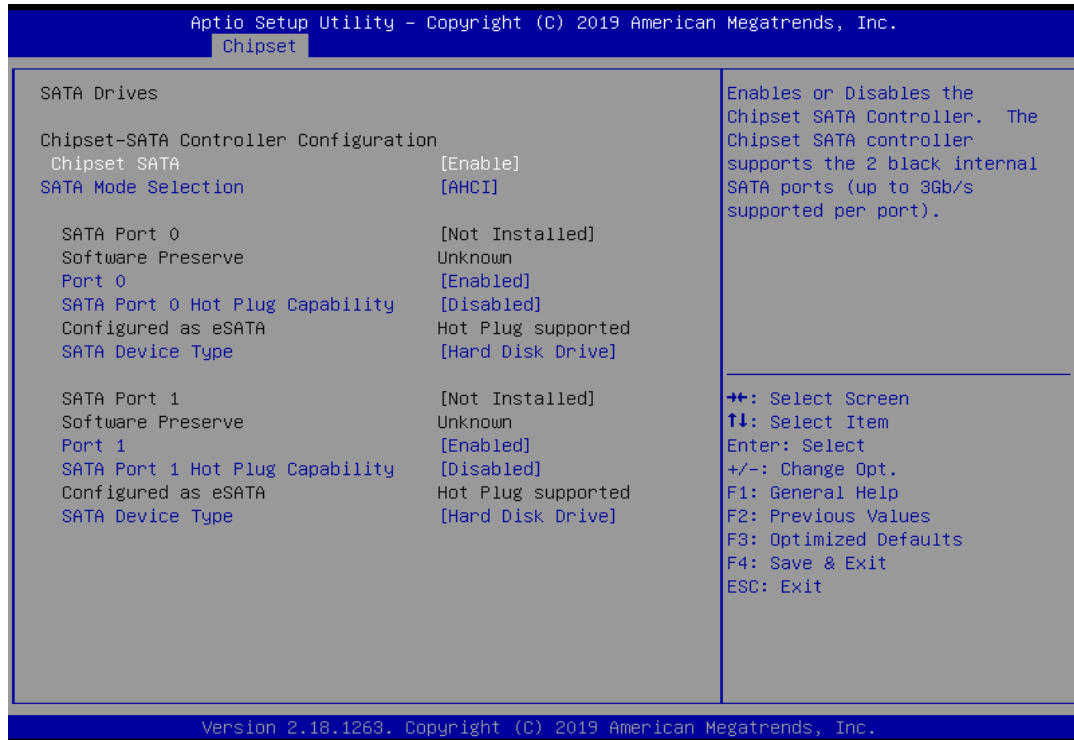 Aptio Setup Utility – Copyright (C) 2019 American Megatrends, Inc.
Chipset
SATA Drives
Chipset-SATA Controller Configuration
Chipset SATA [Enable]
SATA Mode Selection [AHCI]
SATA Port 0 [Not Installed]
Software Preserve Unknown
Port 0 [Enabled]
SATA Port 0 Hot Plug Capability [Disabled]
Configured as eSATA Hot Plug supported
SATA Device Type [Hard Disk Drive]
SATA Port 1 [Not Installed]
Software Preserve Unknown
Port 1 [Enabled]
SATA Port 1 Hot Plug Capability [Disabled]
Configured as eSATA Hot Plug supported
SATA Device Type [Hard Disk Drive]
Enables or Disables the
Chipset SATA Controller. The
Chipset SATA controller
supports the 2 black internal
SATA ports (up to 3Gb/s
supported per port).
→←: Select Screen
↑↓: Select Item
Enter: Select
+/-: Change Opt.
F1: General Help
F2: Previous Values
F3: Optimized Defaults
F4: Save & Exit
ESC: Exit
Version 2.18.1263. Copyright (C) 2019 American Megatrends, Inc.